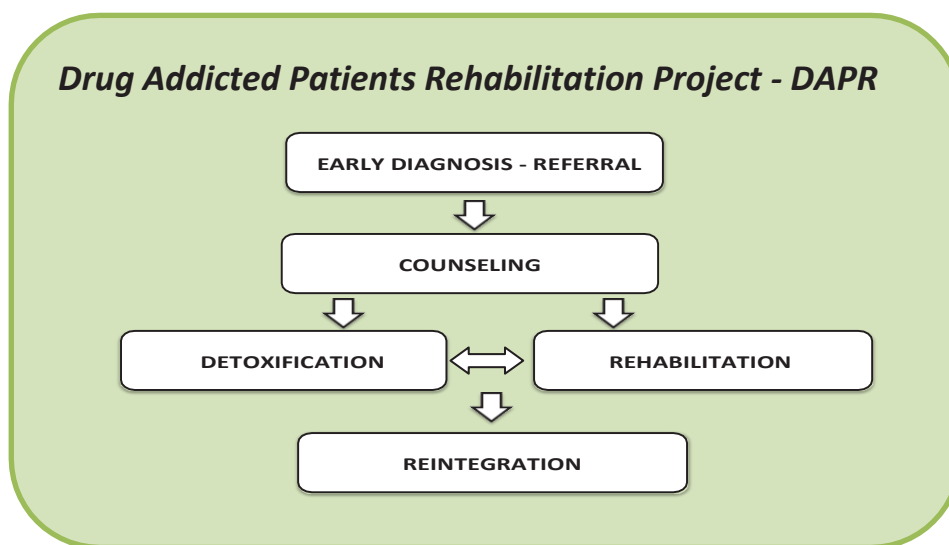 Drug Addicted Patients Rehabilitation Project - DAPR
EARLY DIAGNOSIS - REFERRAL
COUNSELING
DETOXIFICATION
REHABILITATION
REINTEGRATION